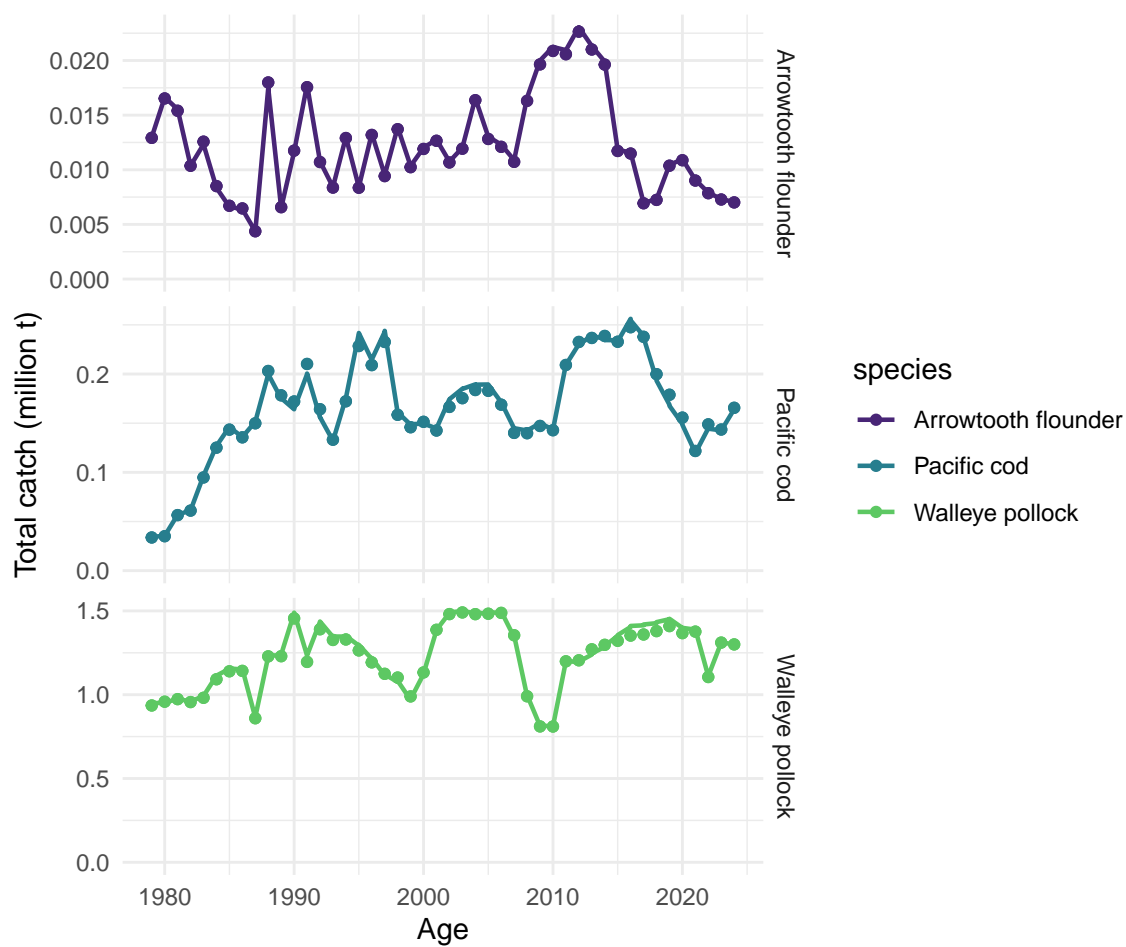 Total catch (million t)
0.020
0.015
0.010
0.005
0.000
Arrowtooth flounder
0.2
0.1
0.0
Pacific cod
1.5
1.0
0.5
0.0
Walleye pollock
1980 1990 2000 2010 2020
Age
species
Arrowtooth flounder
Pacific cod
Walleye pollock